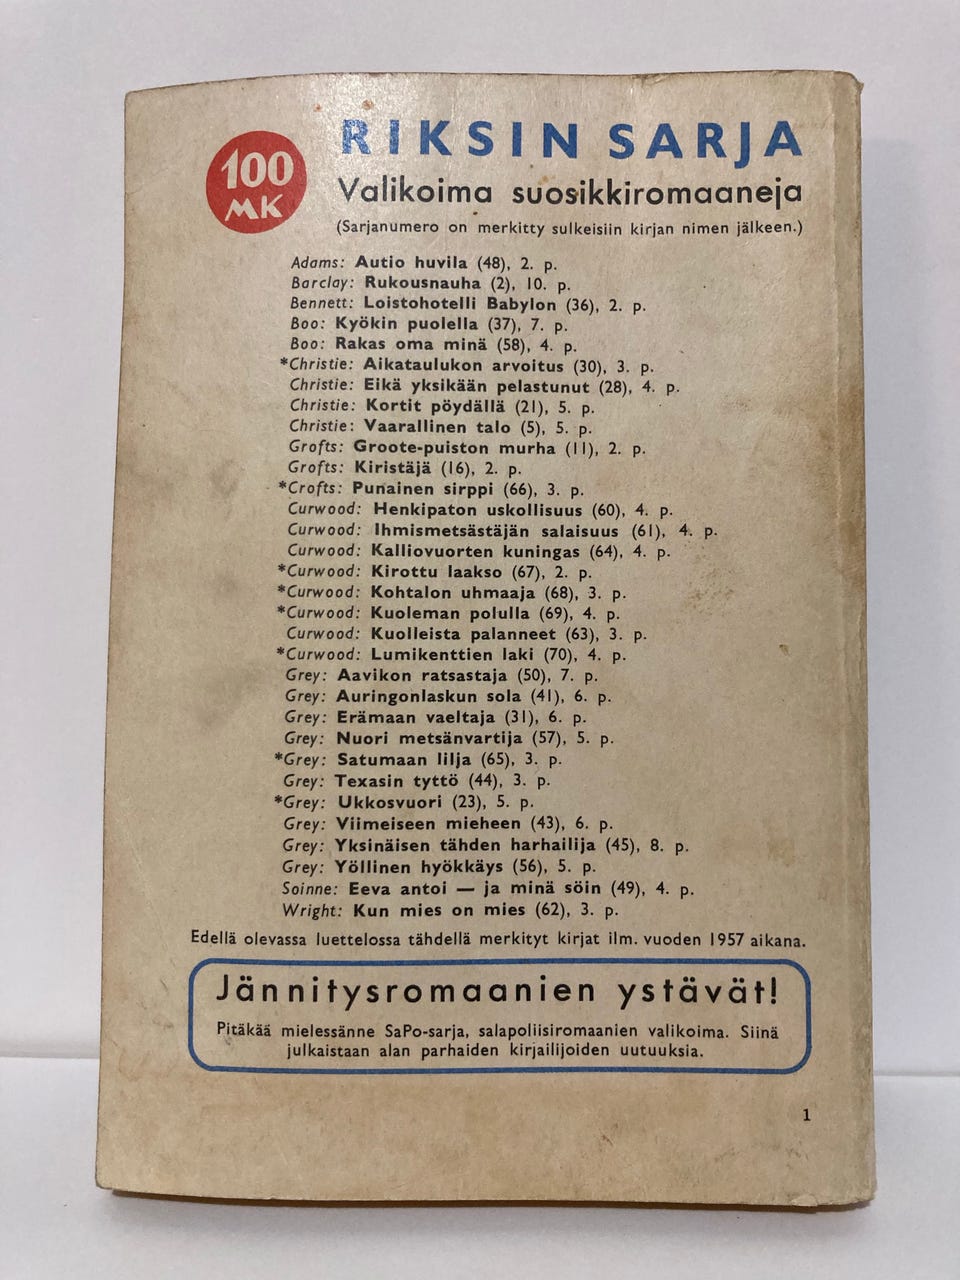 100
MK
RIKSIN SARJA
Valikoima suosikkiromaaneja
(Sarjanumero on merkitty sulkeisiin kirjan nimen jälkeen.)
Adams: Autio huvila (48), 2. p.
Barclay: Rukousnauha (2), 10. p.
Bennett: Loistohotelli Babylon (36), 2. p.
Boo: Kyökin puolella (37), 7. p.
Boo: Rakas oma minä (58), 4. p.
*Christie: Aikataulukon arvoitus (30), 3. p.
Christie: Eikä yksikään pelastunut (28), 4. p.
Christie: Kortit pöydällä (21), 5. p.
Christie: Vaarallinen talo (5), 5. p.
Grofts: Groote-puiston murha (11), 2. p.
Grofts: Kiristäjä (16), 2. p.
*Crofts: Punainen sirppi (66), 3. p.
Curwood: Henkipaton uskollisuus (60), 4. p.
Curwood: Ihmismetsästäjän salaisuus (61), 4. p.
Curwood: Kalliovuorten kuningas (64), 4. p.
*Curwood: Kirottu laakso (67), 2. p.
*Curwood: Kohtalon uhmaaja (68), 3. p.
*Curwood: Kuoleman polulla (69), 4. p.
Curwood: Kuolleista palanneet (63), 3. p.
*Curwood: Lumikenttien laki (70), 4. p.
Grey: Aavikon ratsastaja (50), 7. p.
Grey: Auringonlaskun sola (41), 6. p.
Grey: Erämaan vaeltaja (31), 6. p.
Grey: Nuori metsänvartija (57), 5. p.
*Grey: Satumaan lilja (65), 3. p.
Grey: Texasin tyttö (44), 3. p.
*Grey: Ukkosvuori (23), 5. p.
Grey: Viimeiseen mieheen (43), 6. p.
Grey: Yksinäisen tähden harhailija (45), 8. p.
Grey: Yöllinen hyökkäys (56), 5. p.
Soinne: Eeva antoi — ja minä söin (49), 4. p.
Wright: Kun mies on mies (62), 3. p.
Edellä olevassa luettelossa tähdellä merkityt kirjat ilm. vuoden 1957 aikana.
Jännitysromaanien ystävät!
Pitäkää mielessänne SaPo-sarja, salapoliisiromaanien valikoima. Siinä
julkaistaan alan parhaiden kirjailijoiden uutuuksia.
1